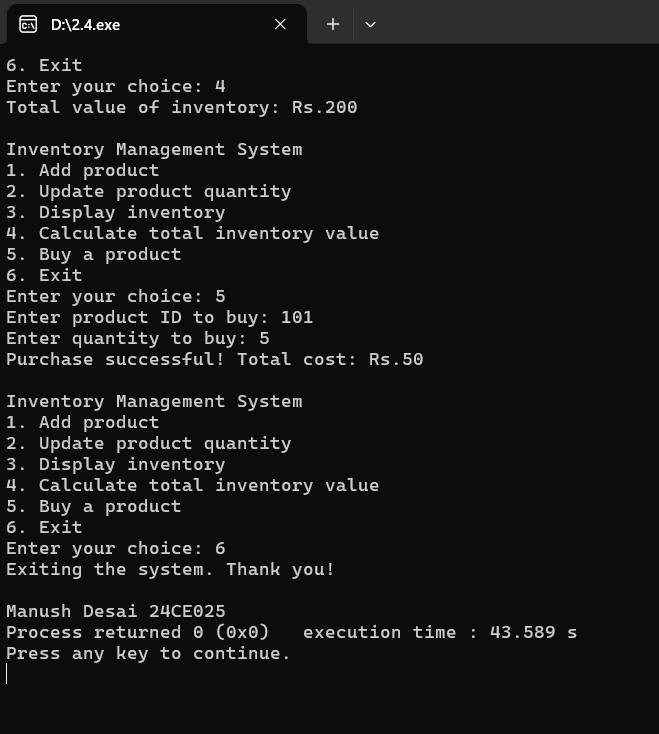 D:\2.4.exe
6. Exit
Enter your choice: 4
Total value of inventory: Rs.200
Inventory Management System
1. Add product
2. Update product quantity
3. Display inventory
4. Calculate total inventory value
5. Buy a product
6. Exit
Enter your choice: 5
Enter product ID to buy: 101
Enter quantity to buy: 5
Purchase successful! Total cost: Rs.50
Inventory Management System
1. Add product
2. Update product quantity
3. Display inventory
4. Calculate total inventory value
5. Buy a product
6. Exit
Enter your choice: 6
Exiting the system. Thank you!
Manush Desai 24CE025
Process returned 0 (0x0)   execution time : 43.589 s
Press any key to continue.